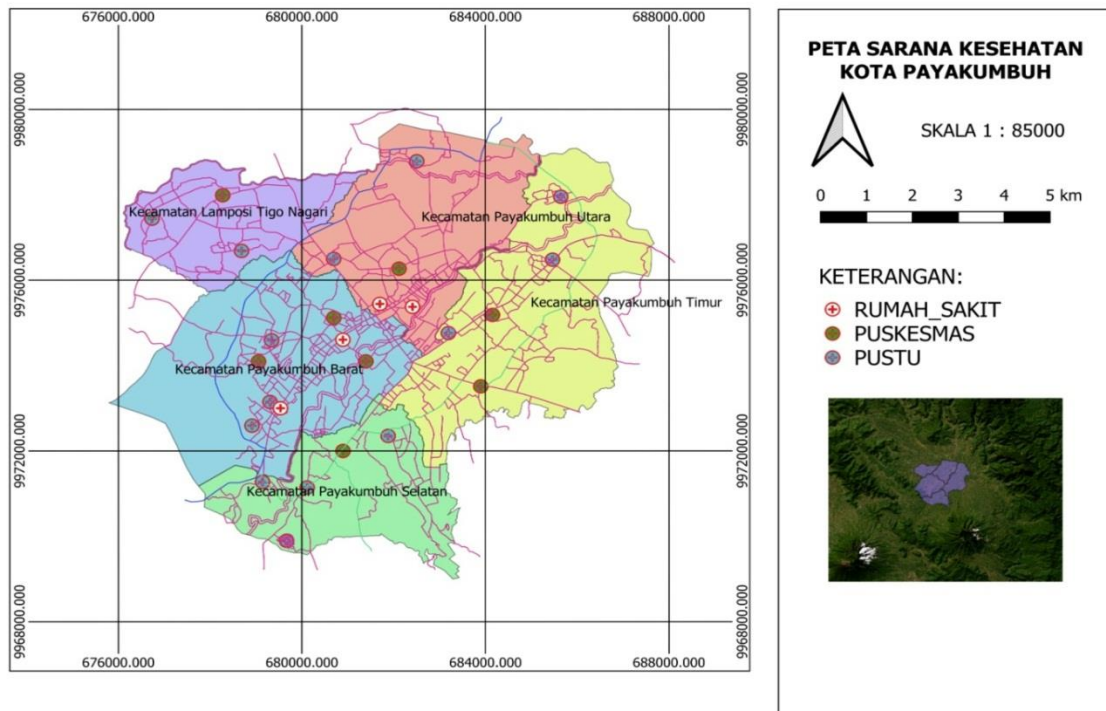 676000.000
680000.000
684000.000
688000.000
9980000.000
9980000.000
Kecamatan Lamposi Tigo Nagari
Kecamatan Payakumbuh Utara
9976000.000
9976000.000
Kecamatan Payakumbuh Timur
Kecamatan Payakumbuh Barat
9972000.000
9972000.000
Kecamatan Payakumbuh Selatan
9968000.000
9968000.000
676000.000
680000.000
684000.000
688000.000
PETA SARANA KESEHATAN
KOTA PAYAKUMBUH
SKALA 1 : 85000
0 1 2 3 4 5 km
KETERANGAN:
RUMAH_SAKIT
PUSKESMAS
PUSTU